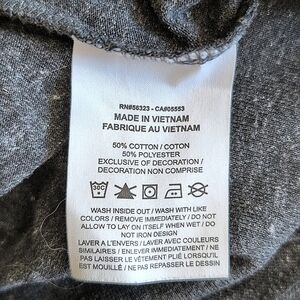 RN#56323 - CA#05553
MADE IN VIETNAM
FABRIQUE AU VIETNAM
50% COTTON / COTON
50% POLYESTER
EXCLUSIVE OF DECORATION /
DECORATION NON COMPRISE
30C
WASH INSIDE OUT / WASH WITH LIKE
COLORS / REMOVE IMMEDIATELY / DO NOT
ALLOW TO LAY ON ITSELF WHEN WET / DO
NOT IRON DESIGN
LAVER A L'ENVERS / LAVER AVEC COULEURS
SIMILAIRES / ENLEVER IMMEDIATEMENT / NE
PAS LAISSER LE VÊTEMENT PLIÉ LORSQU'IL
EST MOUILLÉ / NE PAS REPASSER LE DESSIN